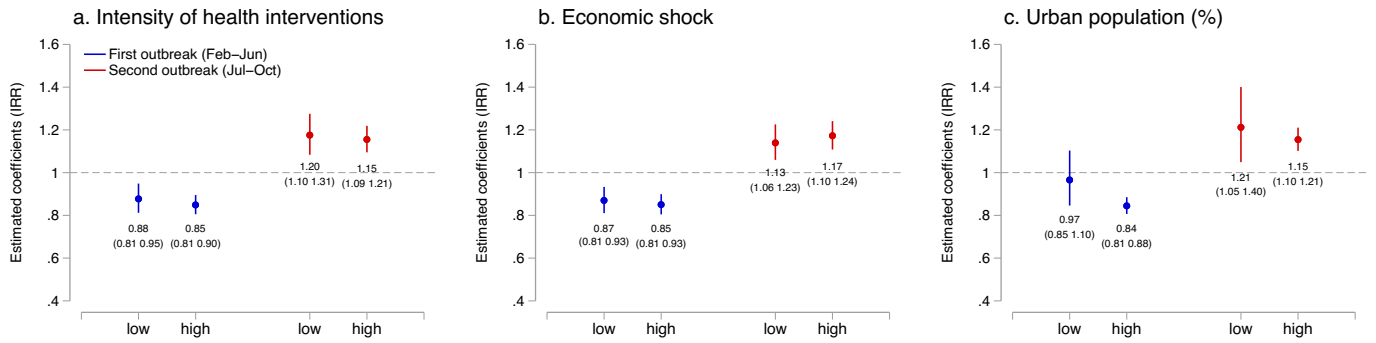 a. Intensity of health interventions
Estimated coefficients (IRR)
1.6
1.4
1.2
1
.8
.6
.4
First outbreak (Feb–Jun)
Second outbreak (Jul–Oct)
0.88
(0.81 0.95)
0.85
(0.81 0.90)
1.20
(1.10 1.31)
1.15
(1.09 1.21)
low
high
low
high
b. Economic shock
Estimated coefficients (IRR)
1.6
1.4
1.2
1
.8
.6
.4
0.87
(0.81 0.93)
0.85
(0.81 0.93)
1.13
(1.06 1.23)
1.17
(1.10 1.24)
low
high
low
high
c. Urban population (%)
Estimated coefficients (IRR)
1.6
1.4
1.2
1
.8
.6
.4
0.97
(0.85 1.10)
0.84
(0.81 0.88)
1.21
(1.05 1.40)
1.15
(1.10 1.21)
low
high
low
high